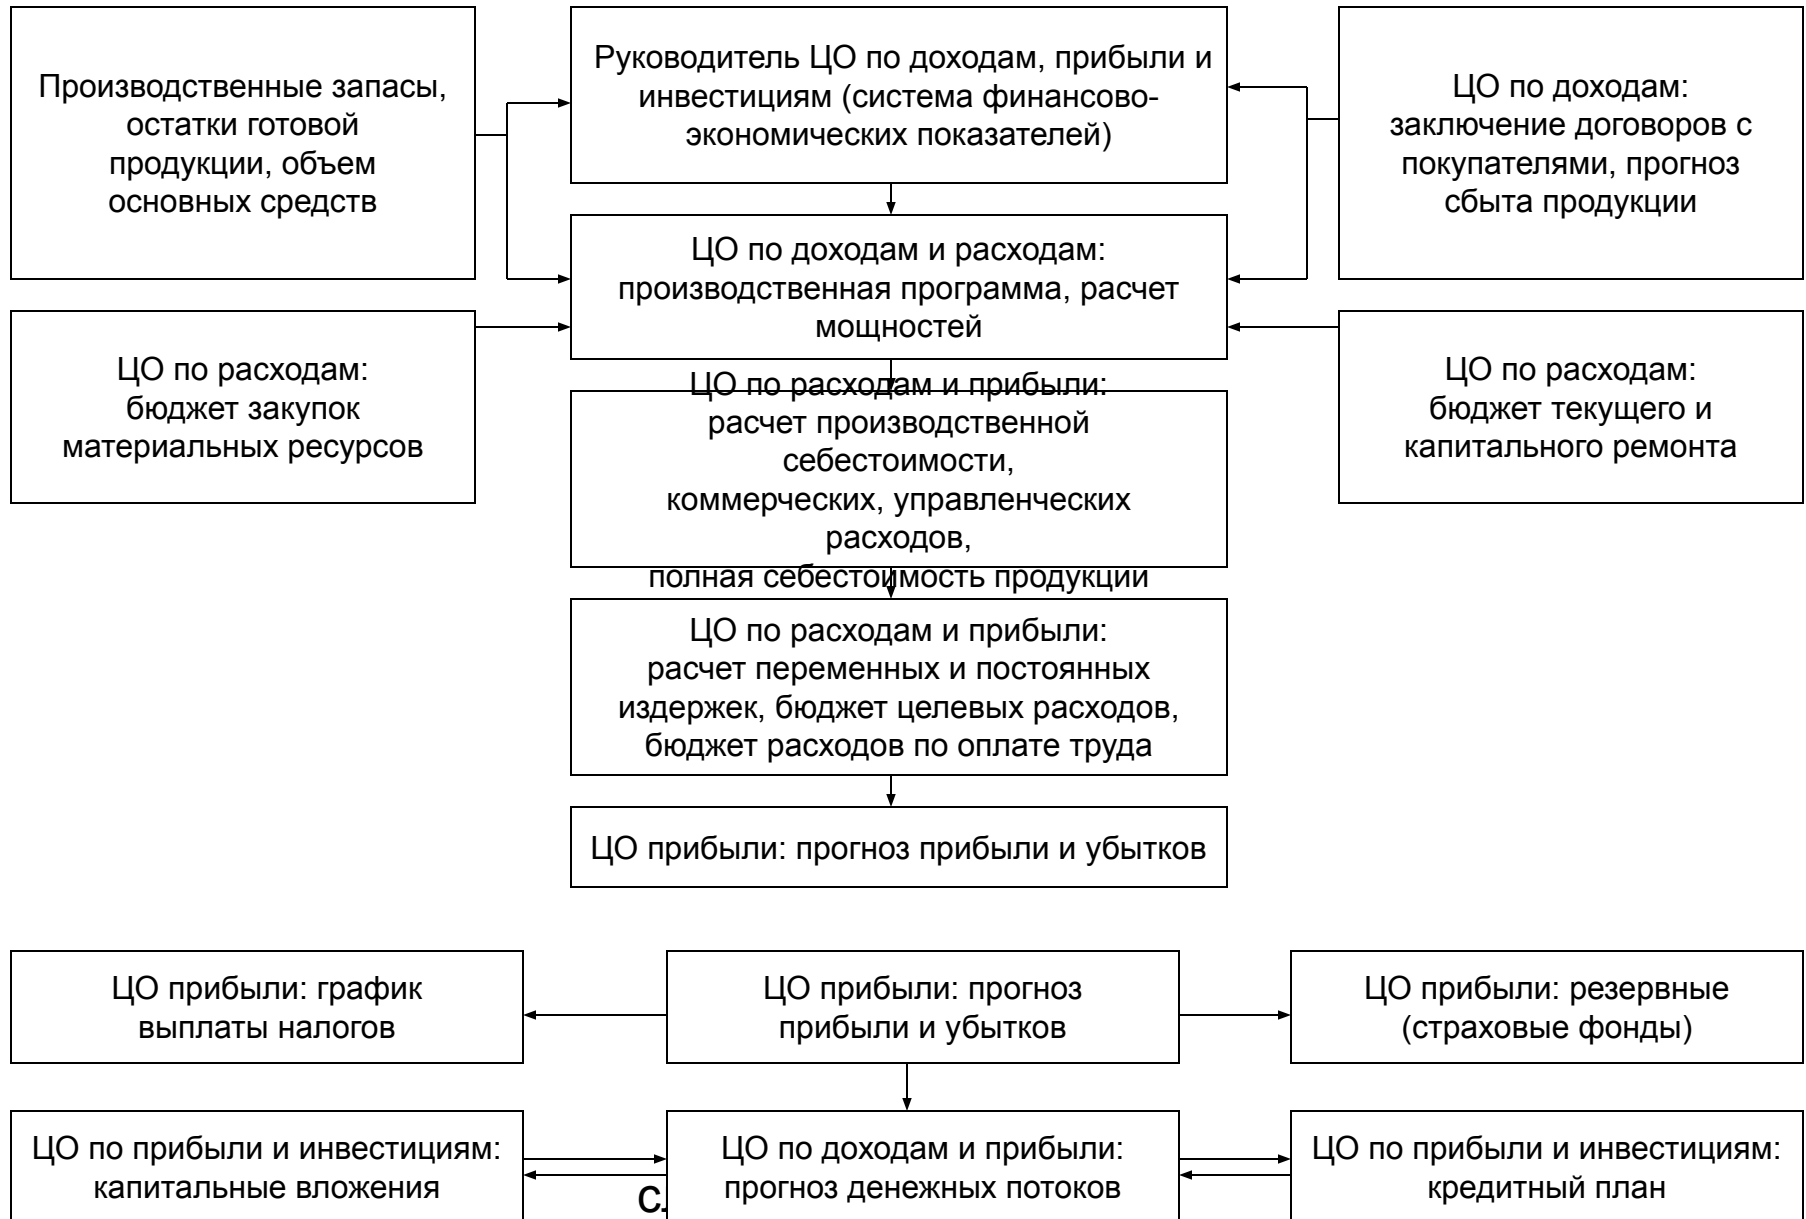 Производственные запасы,
остатки готовой
продукции, объем
основных средств
Руководитель ЦО по доходам, прибыли и
инвестициям (система финансово-
экономических показателей)
ЦО по доходам:
заключение договоров с
покупателями, прогноз
сбыта продукции
ЦО по доходам и расходам:
производственная программа, расчет
мощностей
ЦО по расходам:
бюджет закупок
материальных ресурсов
ЦО по расходам и прибыли:
расчет производственной
себестоимости,
коммерческих, управленческих
расходов,
полная себестоимость продукции
ЦО по расходам:
бюджет текущего и
капитального ремонта
ЦО по расходам и прибыли:
расчет переменных и постоянных
издержек, бюджет целевых расходов,
бюджет расходов по оплате труда
ЦО прибыли: прогноз прибыли и убытков
ЦО прибыли: график
выплаты налогов
ЦО прибыли: прогноз
прибыли и убытков
ЦО прибыли: резервные
(страховые фонды)
ЦО по прибыли и инвестициям:
капитальные вложения
ЦО по доходам и прибыли:
прогноз денежных потоков
ЦО по прибыли и инвестициям:
кредитный план